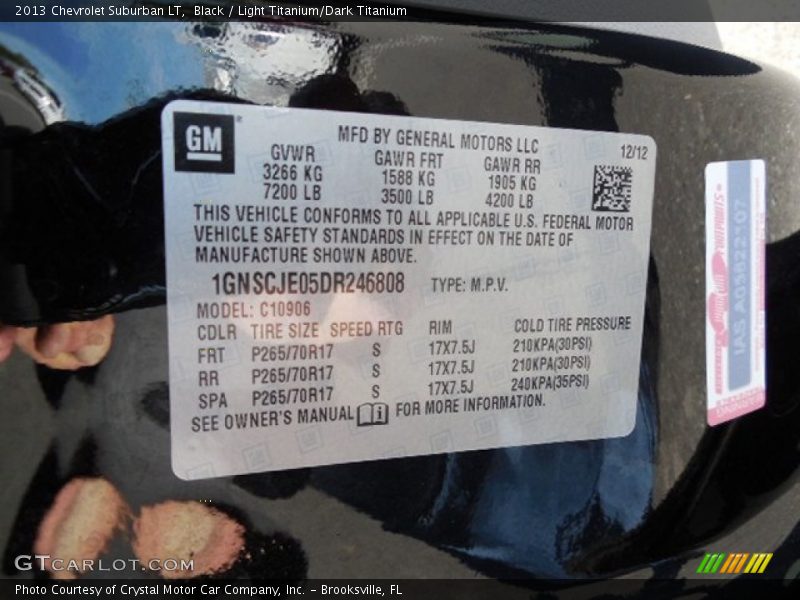 2013 Chevrolet Suburban LT, Black / Light Titanium/Dark Titanium
GM
MFD BY GENERAL MOTORS LLC
12/12
GVWR GAWR FRT GAWR RR
3266 KG 1588 KG 1905 KG
7200 LB 3500 LB 4200 LB
THIS VEHICLE CONFORMS TO ALL APPLICABLE U.S. FEDERAL MOTOR
VEHICLE SAFETY STANDARDS IN EFFECT ON THE DATE OF
MANUFACTURE SHOWN ABOVE.
1GNSCJE05DR246808 TYPE: M.P.V.
MODEL: C10906
CDLR TIRE SIZE SPEED RTG RIM COLD TIRE PRESSURE
FRT P265/70R17 S 17X7.5J 210KPA(30PSI)
RR P265/70R17 S 17X7.5J 210KPA(30PSI)
SPA P265/70R17 S 17X7.5J 240KPA(35PSI)
SEE OWNER'S MANUAL FOR MORE INFORMATION.
IAS A05622107
GTCARLOT.COM
Photo Courtesy of Crystal Motor Car Company, Inc. – Brooksville, FL